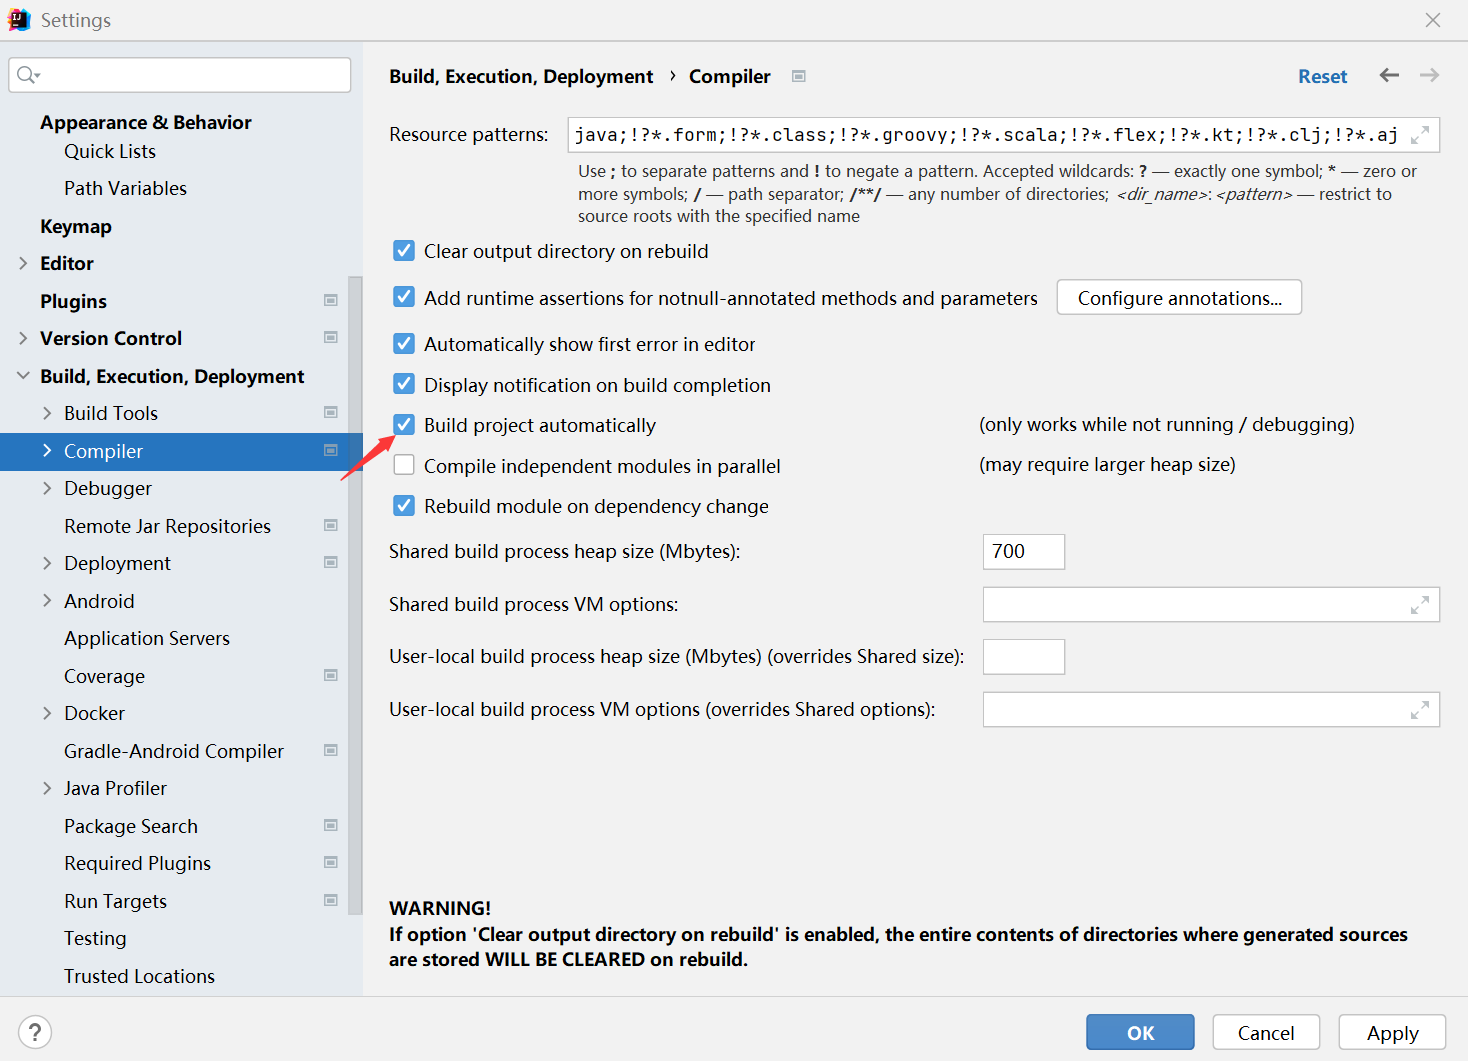 Settings
Appearance & Behavior
Quick Lists
Path Variables
Keymap
Editor
Plugins
Version Control
Build, Execution, Deployment
Build Tools
Compiler
Debugger
Remote Jar Repositories
Deployment
Android
Application Servers
Coverage
Docker
Gradle-Android Compiler
Java Profiler
Package Search
Required Plugins
Run Targets
Testing
Trusted Locations
Build, Execution, Deployment › Compiler
Reset
Resource patterns: java;!?*.form;!?*.class;!?*.groovy;!?*.scala;!?*.flex;!?*.kt;!?*.clj;!?*.aj
Use ; to separate patterns and ! to negate a pattern. Accepted wildcards: ? — exactly one symbol; * — zero or
more symbols; / — path separator; /**/ — any number of directories; <dir_name>:<pattern> — restrict to
source roots with the specified name
Clear output directory on rebuild
Add runtime assertions for notnull-annotated methods and parameters Configure annotations...
Automatically show first error in editor
Display notification on build completion
Build project automatically (only works while not running / debugging)
Compile independent modules in parallel (may require larger heap size)
Rebuild module on dependency change
Shared build process heap size (Mbytes): 700
Shared build process VM options:
User-local build process heap size (Mbytes) (overrides Shared size):
User-local build process VM options (overrides Shared options):
WARNING!
If option 'Clear output directory on rebuild' is enabled, the entire contents of directories where generated sources
are stored WILL BE CLEARED on rebuild.
? OK Cancel Apply